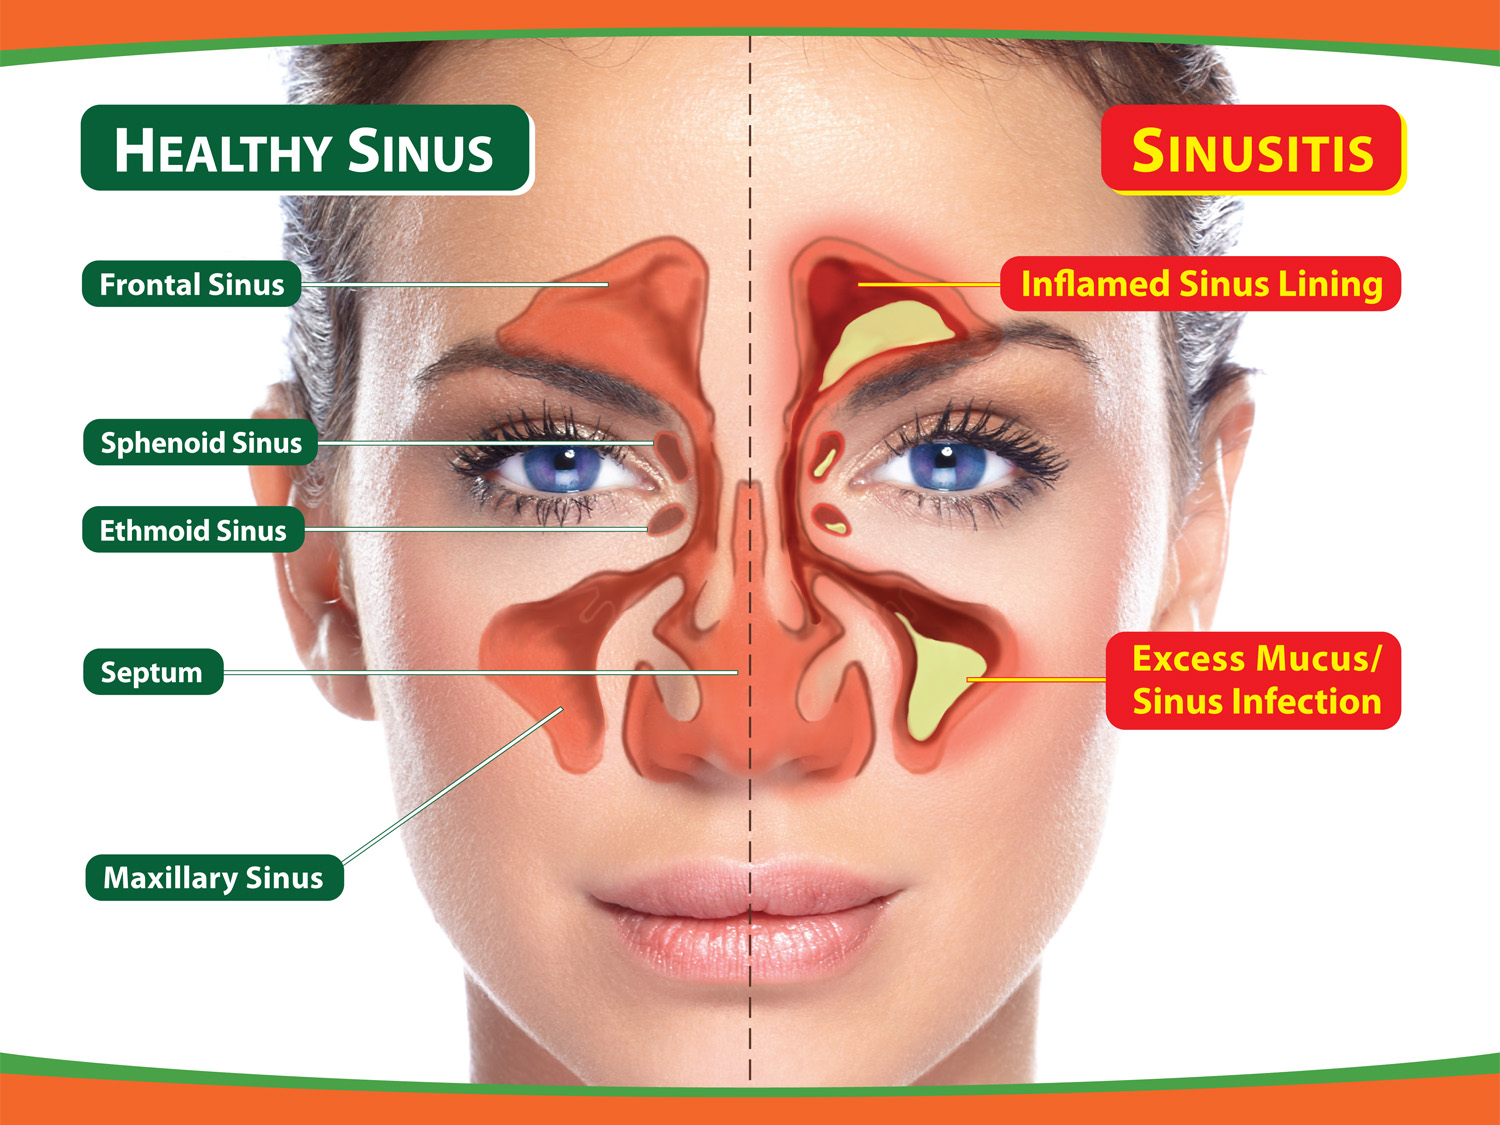 Healthy Sinus
Sinusitis
Frontal Sinus
Inflamed Sinus Lining
Sphenoid Sinus
Ethmoid Sinus
Septum
Excess Mucus/
Sinus Infection
Maxillary Sinus